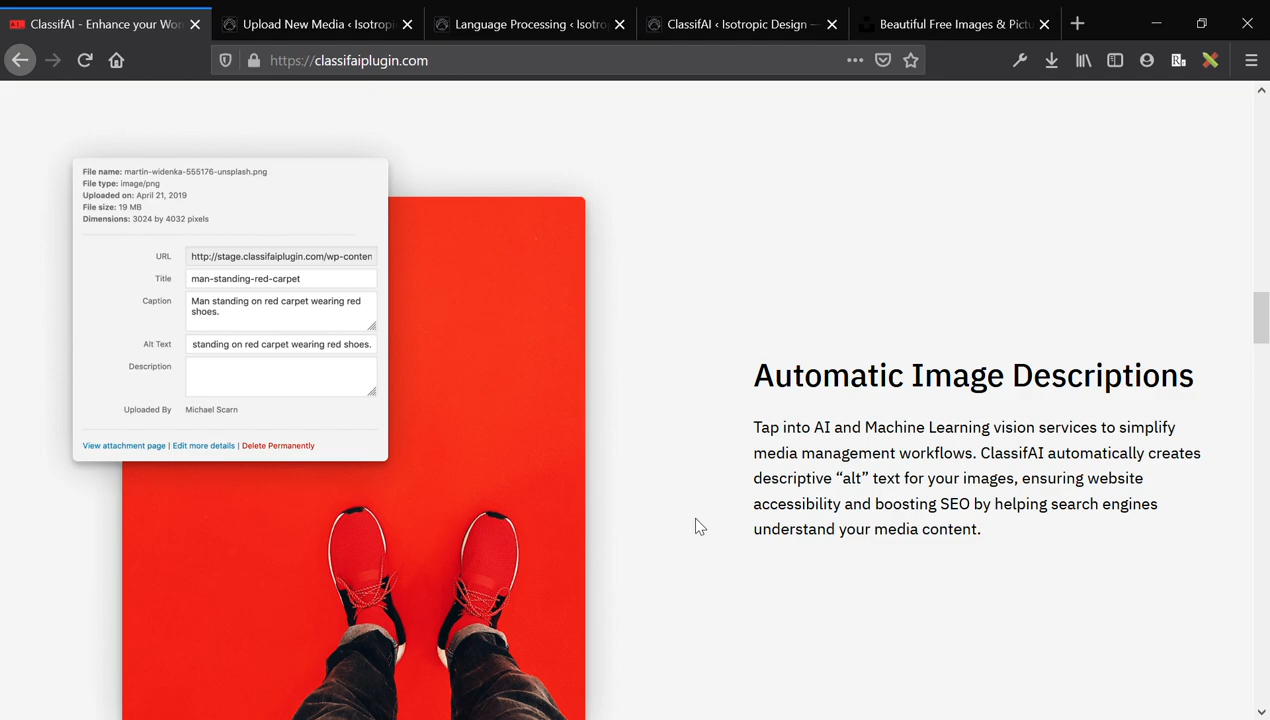 ClassifAI - Enhance your Wor
Upload New Media ‹ Isotropic
Language Processing ‹ Isotro
ClassifAI ‹ Isotropic Design —
Beautiful Free Images & Pictu
https://classifaiplugin.com
File name: martin-widenka-555176-unsplash.png
File type: image/png
Uploaded on: April 21, 2019
File size: 19 MB
Dimensions: 3024 by 4032 pixels
URL http://stage.classifaiplugin.com/wp-conten
Title man-standing-red-carpet
Caption Man standing on red carpet wearing red
shoes.
Alt Text standing on red carpet wearing red shoes.
Description
Uploaded By Michael Scarn
View attachment page | Edit more details | Delete Permanently
Automatic Image Descriptions
Tap into AI and Machine Learning vision services to simplify
media management workflows. ClassifAI automatically creates
descriptive “alt” text for your images, ensuring website
accessibility and boosting SEO by helping search engines
understand your media content.